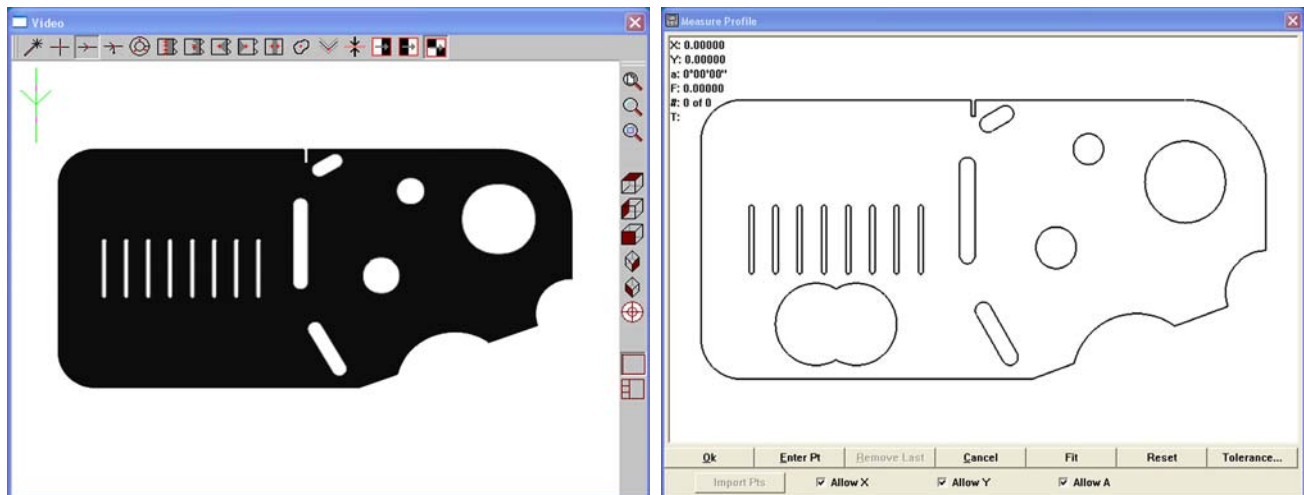 Video
Measure Profile
X: 0.00000
Y: 0.00000
a: 0°00'00"
F: 0.00000
#: 0 of 0
T:
Ok Enter Pt Remove Last Cancel Fit Reset Tolerance...
Import Pts Allow X Allow Y Allow A